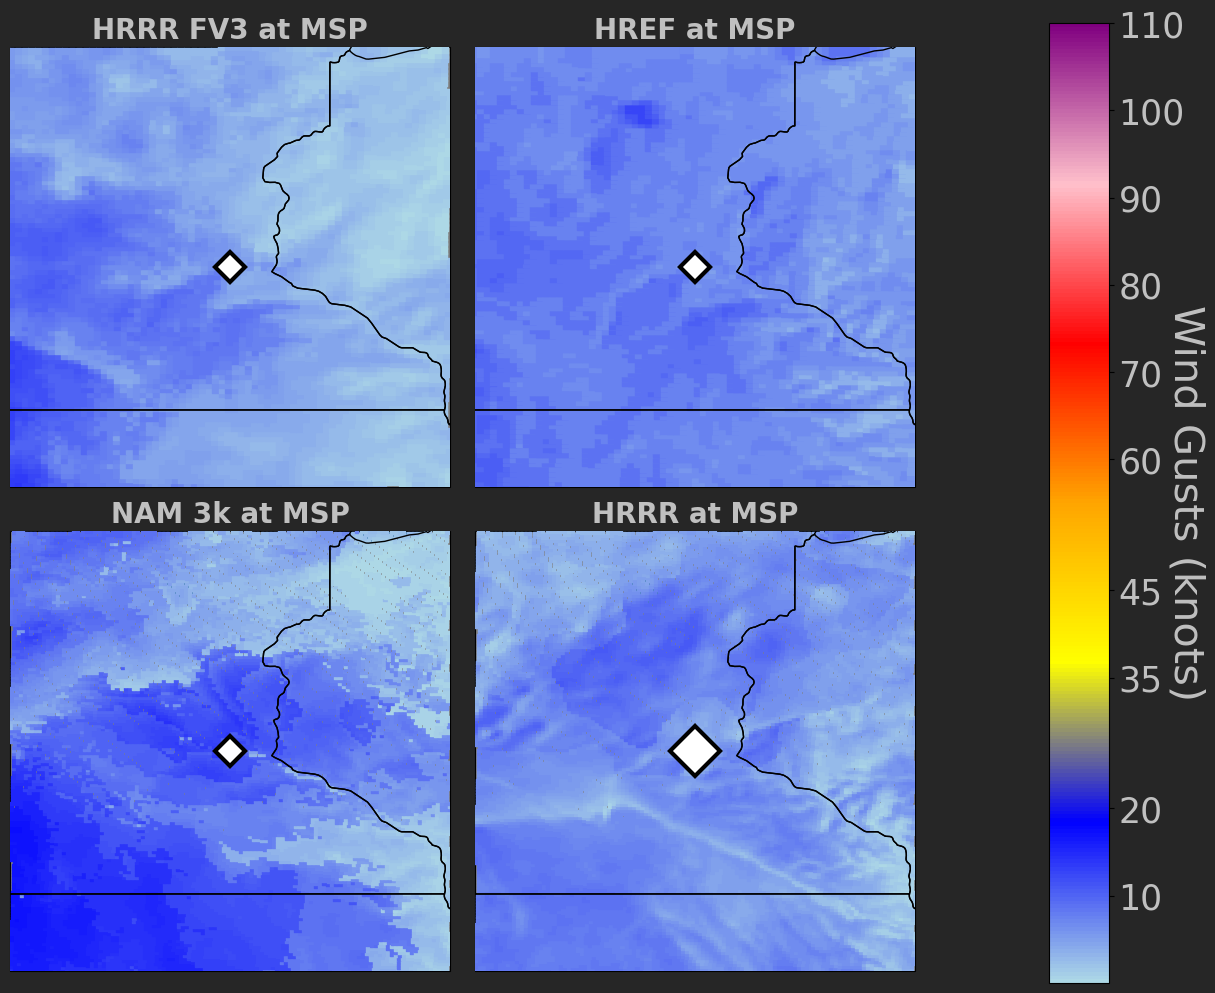 HRRR FV3 at MSP
HREF at MSP
NAM 3k at MSP
HRRR at MSP
110
100
90
80
70
60
45
35
20
10
Wind Gusts (knots)